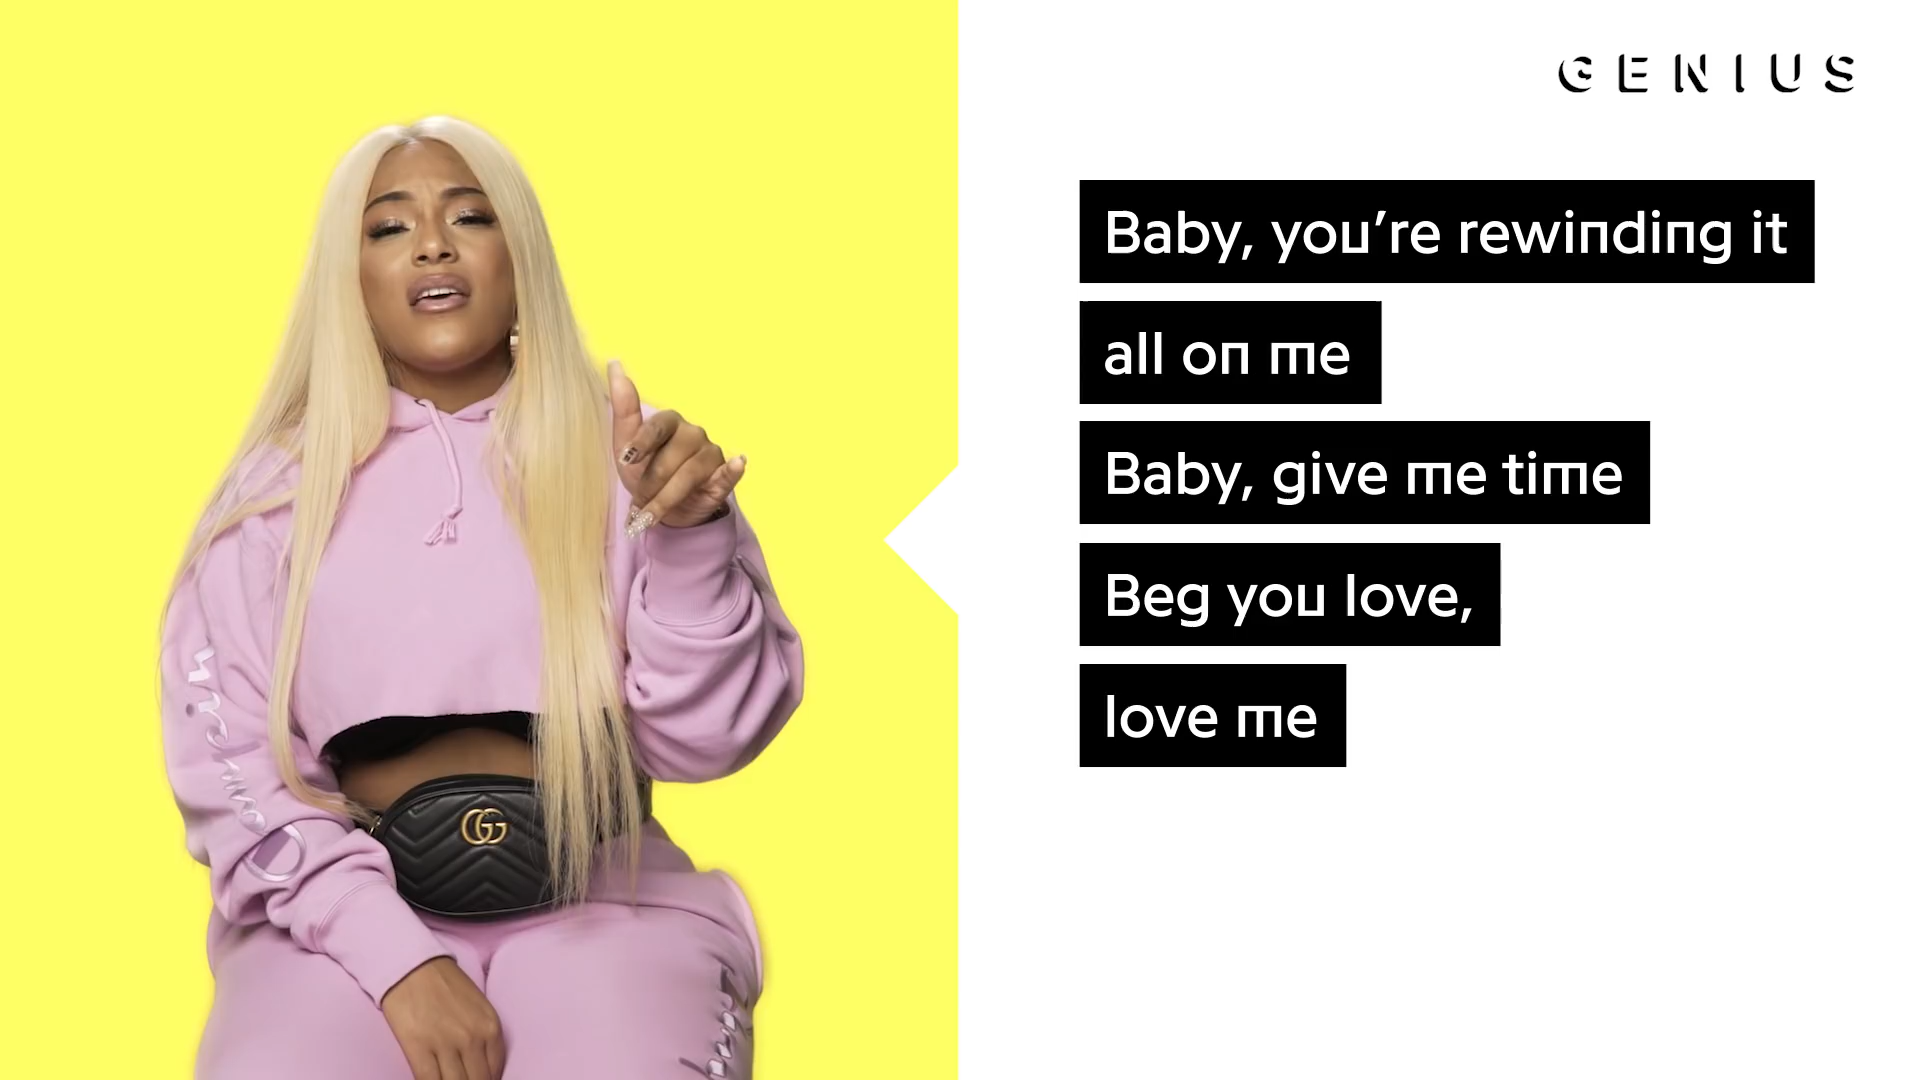 GENIUS
Baby, you’re rewinding it
all on me
Baby, give me time
Beg you love,
love me